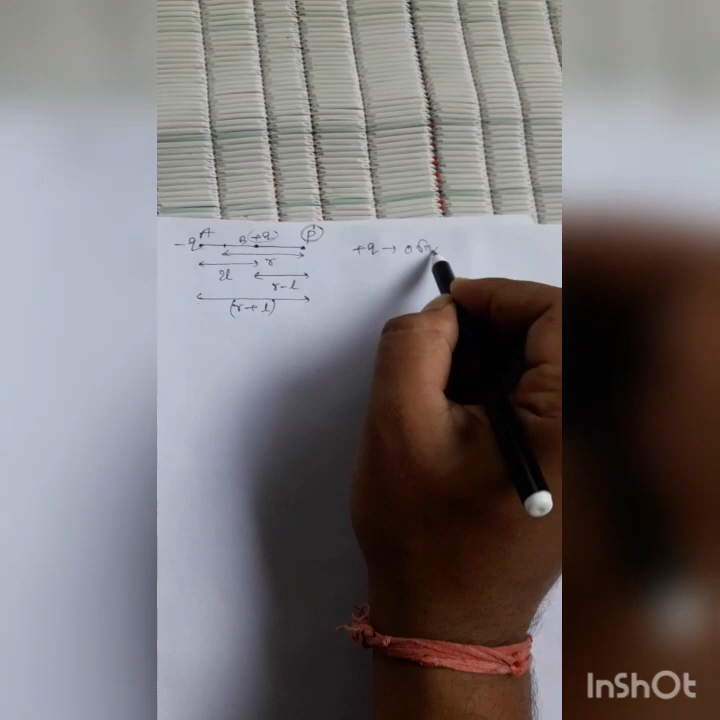 -q A B(+q) P
r
2l
r-l
(r+l)
+q →
InShOt